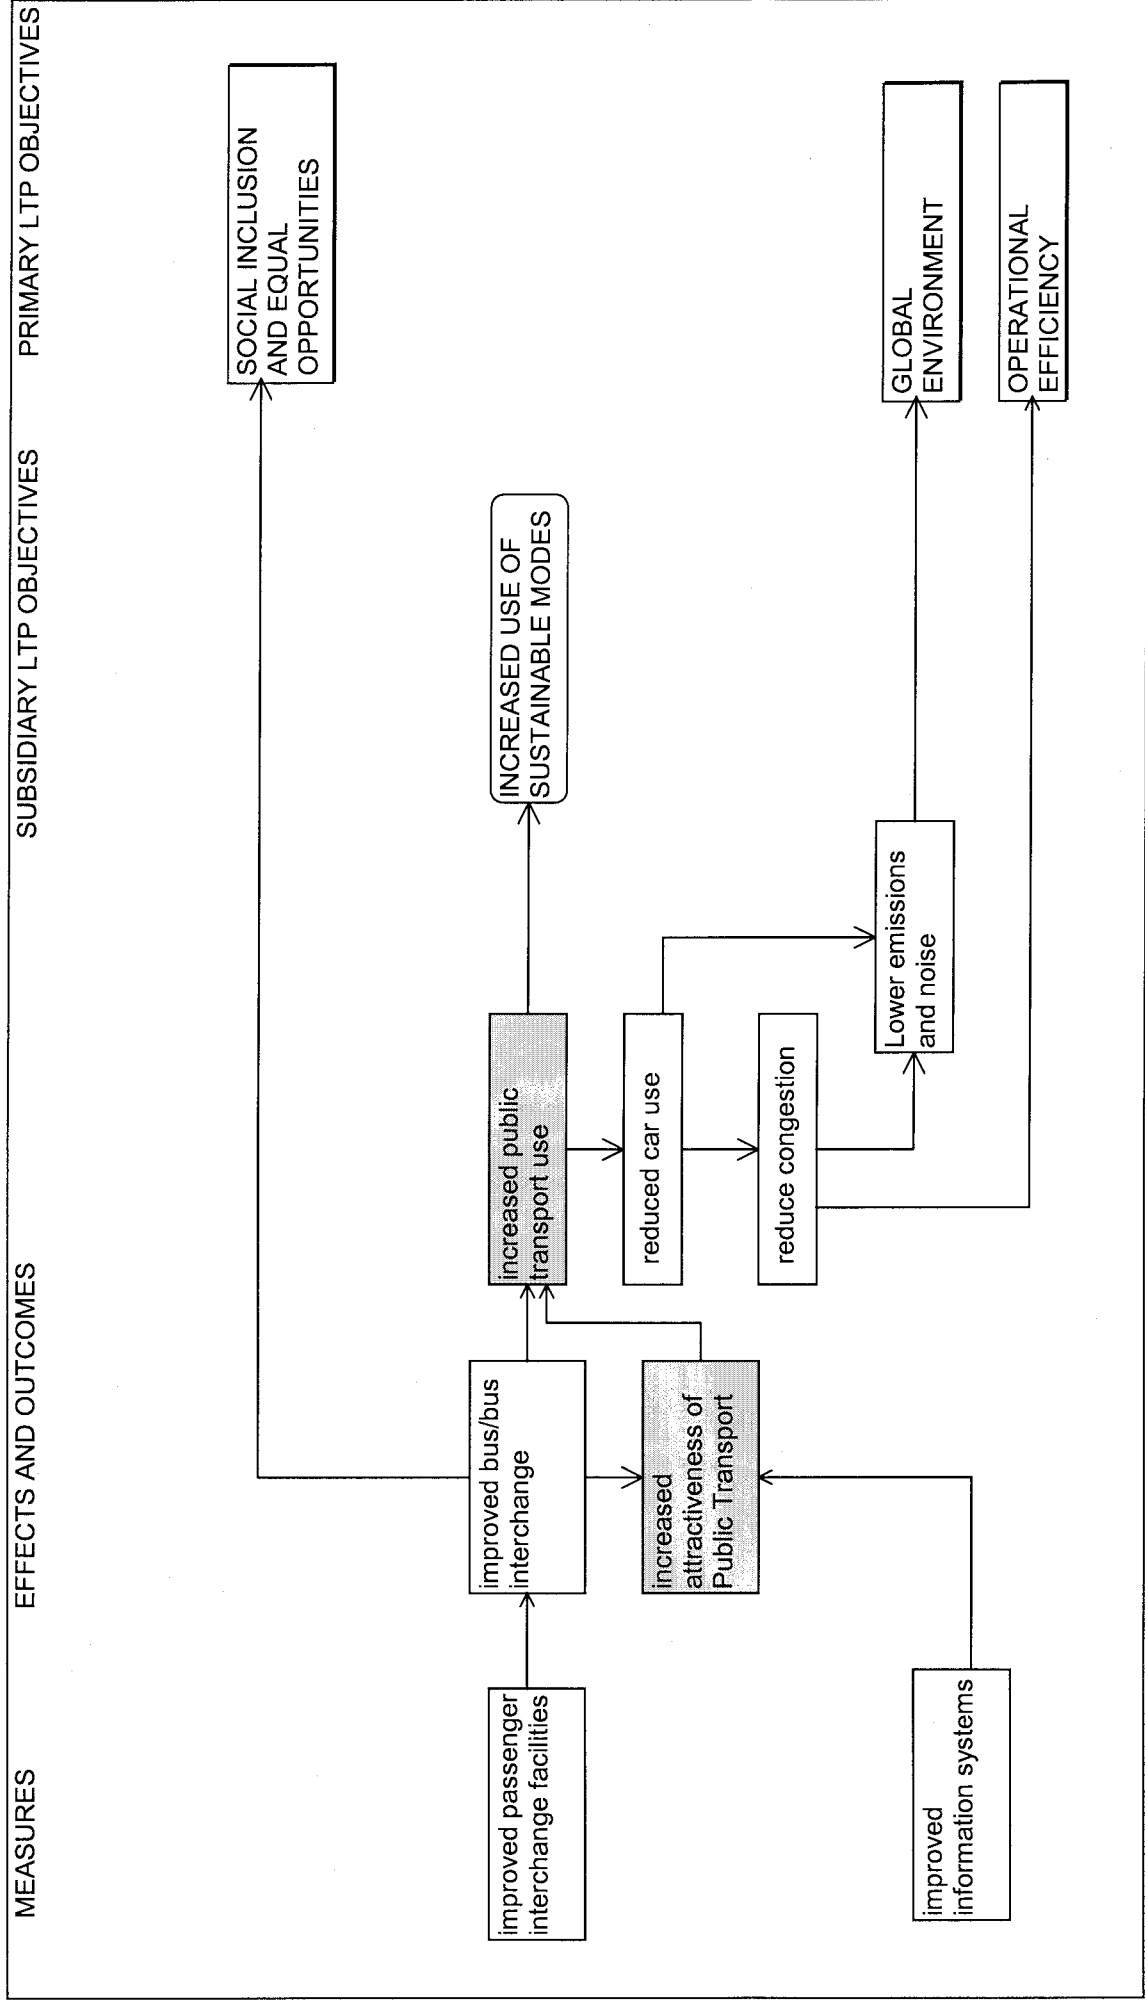 MEASURES
EFFECTS AND OUTCOMES
SUBSIDIARY LTP OBJECTIVES
PRIMARY LTP OBJECTIVES
SOCIAL INCLUSION
AND EQUAL
OPPORTUNITIES
improved passenger
interchange facilities
improved bus/bus
interchange
increased public
transport use
INCREASED USE OF
SUSTAINABLE MODES
increased
attractiveness of
Public Transport
reduced car use
reduce congestion
Lower emissions
and noise
GLOBAL
ENVIRONMENT
improved
information systems
OPERATIONAL
EFFICIENCY